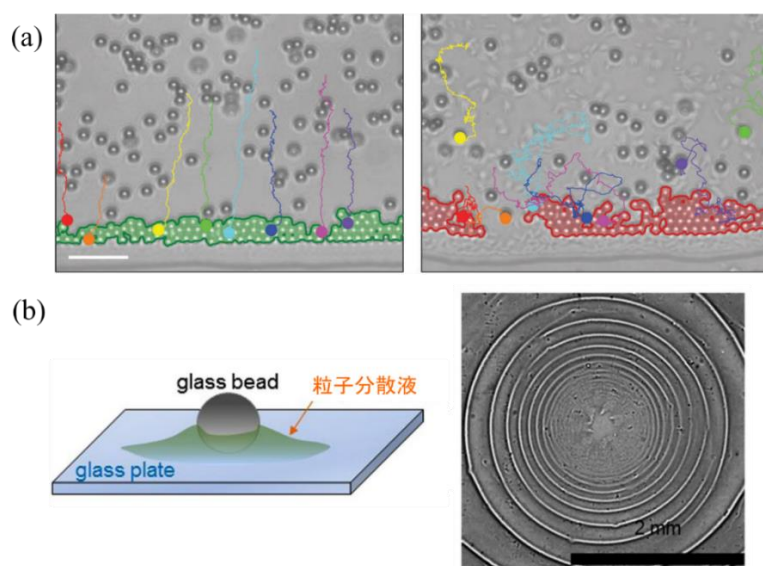 (a)
(b)
glass bead
粒子分散液
glass plate
2 mm